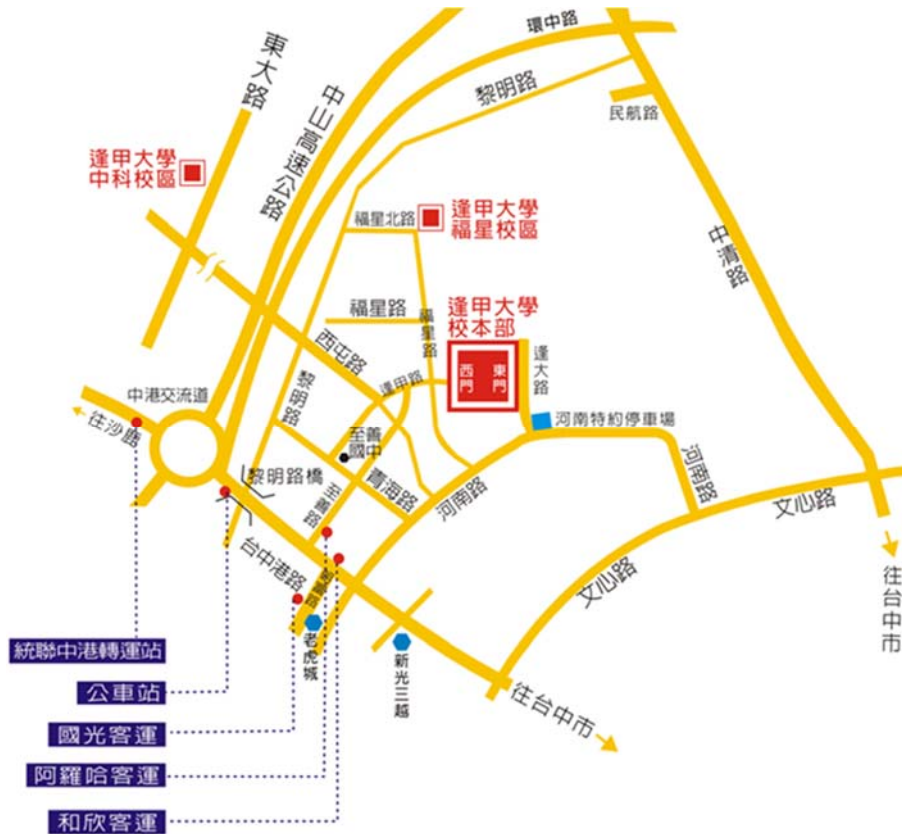 環中路
東大路
中山高速公路
黎明路
民航路
逢甲大學
中科校區
福星北路
逢甲大學
福星校區
中清路
福星路
福星路
逢甲大學
校本部
西門
東門
逢大路
西屯路
逢甲路
黎明路
中港交流道
往沙鹿
河南特約停車場
至善
國中
黎明路橋
青海路
河南路
河南路
至善路
文心路
文心路
台中港路
往台中市
老虎城
新光三越
往台中市
統聯中港轉運站
公車站
國光客運
阿羅哈客運
和欣客運